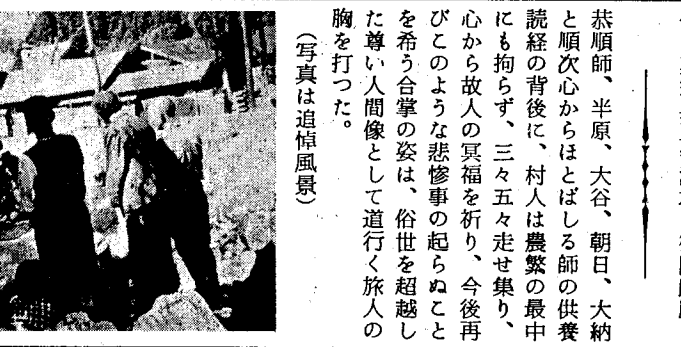 恭順師、半原、大谷、朝日、大納
と順次心からほとばしる師の供養
読経の背後に、村人は農繁の最中
にも拘らず、三々五々走せ集り、
心から故人の冥福を祈り、今後再
びこのような悲惨事の起らぬこと
を希う合掌の姿は、俗世を超越し
た尊い人間像として道行く旅人の
胸を打つた。
(写真は追悼風景)